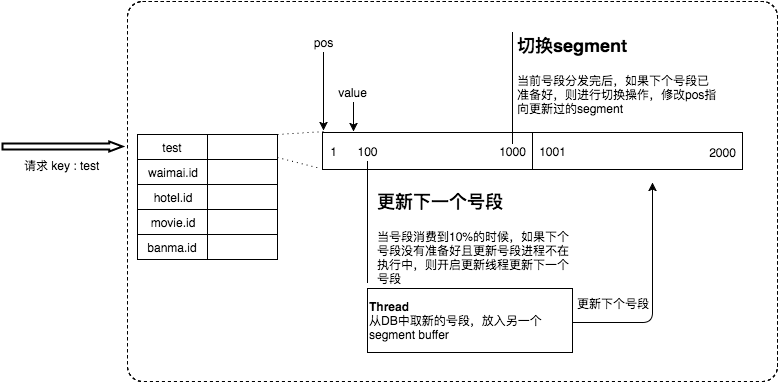 pos
切换segment
当前号段分发完后，如果下个号段已
准备好，则进行切换操作，修改pos指
向更新过的segment
value
请求 key : test
test
waimai.id
hotel.id
movie.id
banma.id
1 100 1000 1001 2000
更新下一个号段
当号段消费到10%的时候，如果下个
号段没有准备好且更新号段进程不在
执行中，则开启更新线程更新下一个
号段
Thread
从DB中取新的号段，放入另一个
segment buffer
更新下个号段